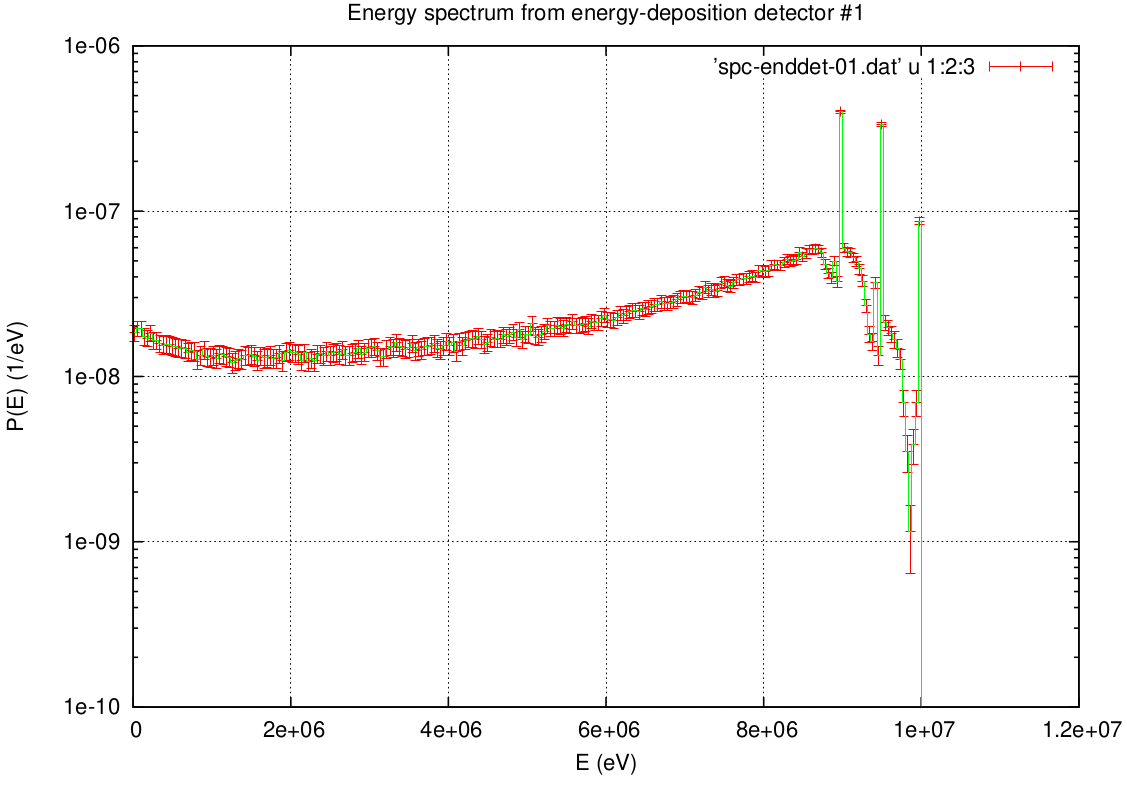 Energy spectrum from energy-deposition detector #1
'spc-enddet-01.dat' u 1:2:3
1e-06
1e-07
1e-08
1e-09
1e-10
P(E) (1/eV)
0
2e+06
4e+06
6e+06
8e+06
1e+07
1.2e+07
E (eV)